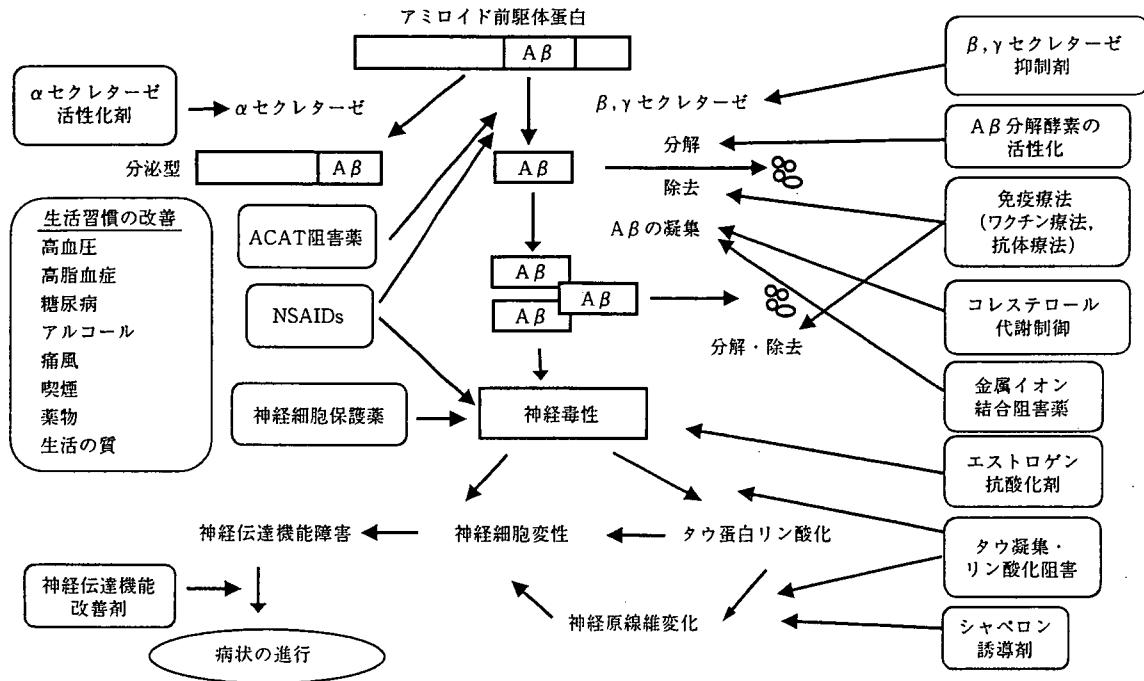 アミロイド前駆体蛋白
Aβ
αセクレターゼ
活性化剤
αセクレターゼ
β,γセクレターゼ
β,γセクレターゼ
抑制剤
分泌型
Aβ
Aβ
分解
除去
Aβ分解酵素の
活性化
生活習慣の改善
高血圧
高脂血症
糖尿病
アルコール
痛風
喫煙
薬物
生活の質
ACAT阻害薬
NSAIDs
Aβの凝集
免疫療法
(ワクチン療法,
抗体療法)
Aβ
Aβ
Aβ
分解・除去
コレステロール
代謝制御
神経細胞保護薬
神経毒性
金属イオン
結合阻害薬
エストロゲン
抗酸化剤
神経伝達機能障害
神経細胞変性
タウ蛋白リン酸化
タウ凝集・
リン酸化阻害
神経伝達機能
改善剤
神経原線維変化
シャペロン
誘導剤
病状の進行